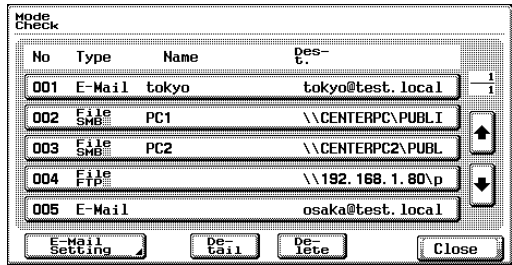 Mode
Check
No Type Name Des-
t.
001 E-Mail tokyo tokyo@test.local
1
1
002 File
SMB PC1 \\CENTERPC\PUBLI
003 File
SMB PC2 \\CENTERPC2\PUBL
004 File
FTP \\192.168.1.80\p
005 E-Mail osaka@test.local
E-Mail
Setting
De-
tail
De-
lete
Close